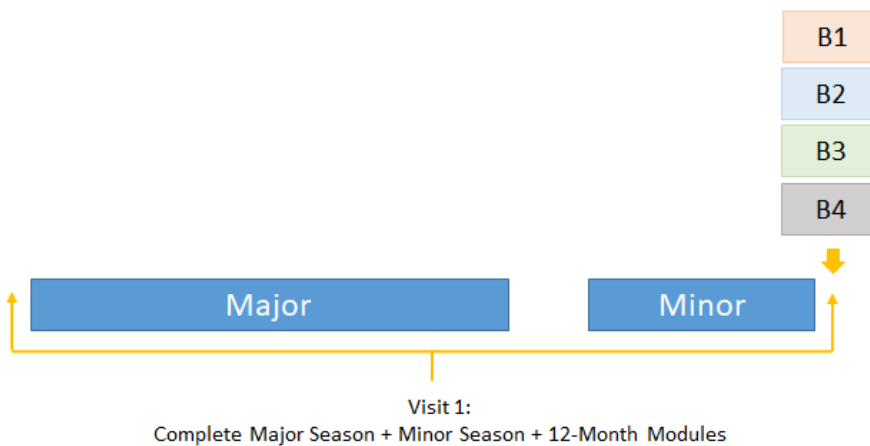 B1
B2
B3
B4
Major
Minor
Visit 1:
Complete Major Season + Minor Season + 12-Month Modules